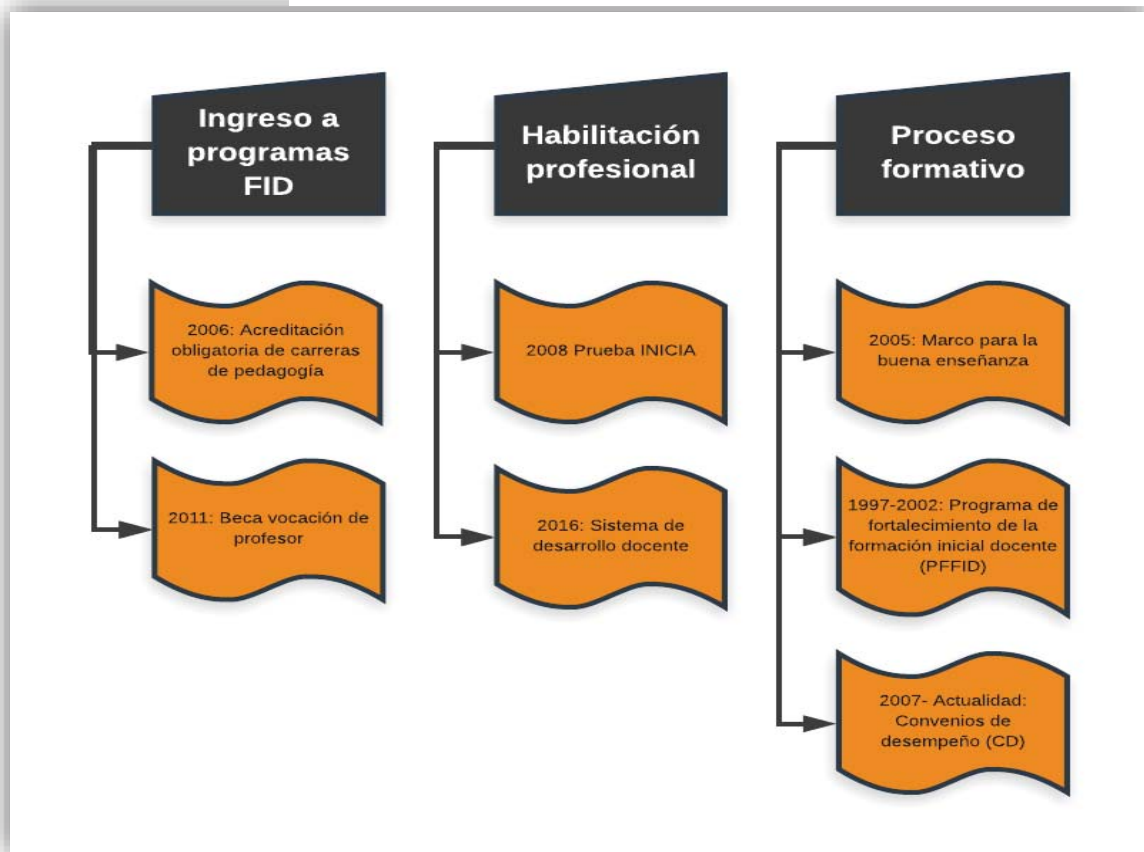 Ingreso a
programas
FID
2006: Acreditación
obligatoria de carreras
de pedagogía
2011: Beca vocación de
profesor
Habilitación
profesional
2008 Prueba INICIA
2016: Sistema de
desarrollo docente
Proceso
formativo
2005: Marco para la
buena enseñanza
1997-2002: Programa de
fortalecimiento de la
formación inicial docente
(PFFID)
2007- Actualidad:
Convenios de
desempeño (CD)